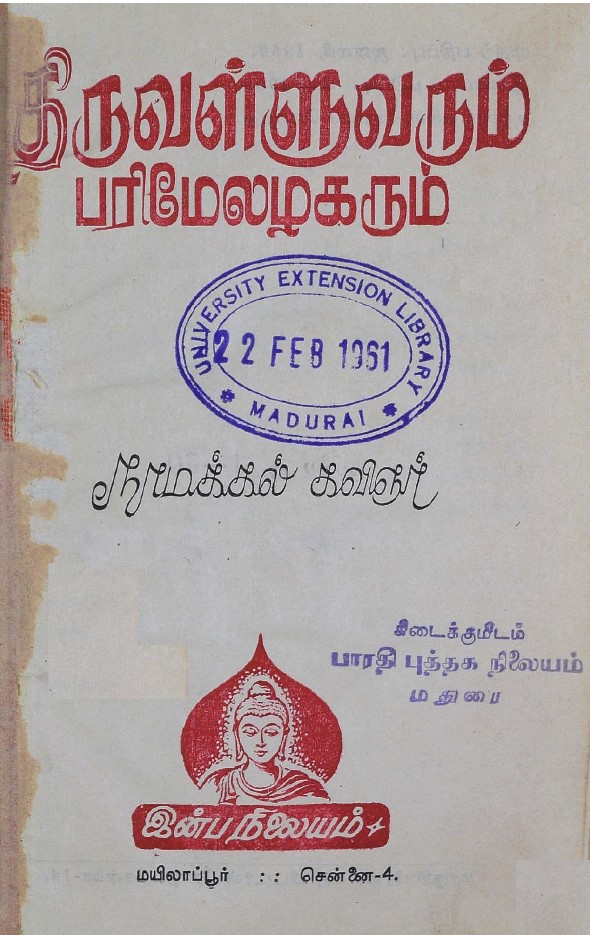 திருவள்ளுவரும்
பரிமேலழகரும்
UNIVERSITY EXTENSION LIBRARY
22 FEB 1961
* MADURAI *
நாமக்கல் கவிஞர்
கிடைக்குமிடம்
பாரதி புத்தக நிலையம்
மதுரை
இன்ப நிலையம்
மயிலாப்பூர் : : சென்னை-4.